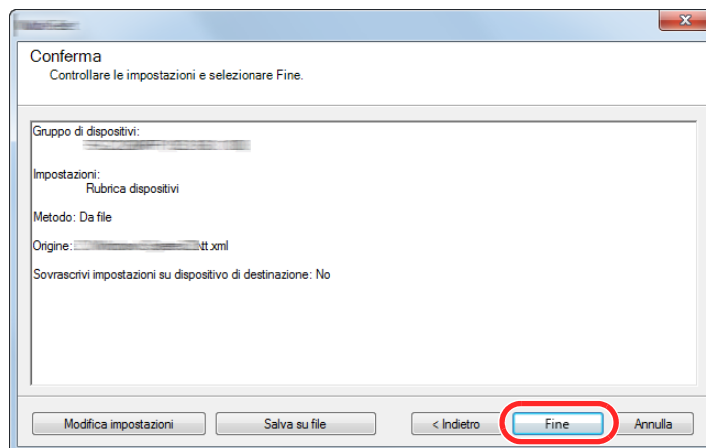 Conferma
Controllare le impostazioni e selezionare Fine.
Gruppo di dispositivi:
Impostazioni:
Rubrica dispositivi
Metodo: Da file
Origine: \tt.xml
Sovrascrivi impostazioni su dispositivo di destinazione: No
Modifica impostazioni
Salva su file
< Indietro
Fine
Annulla